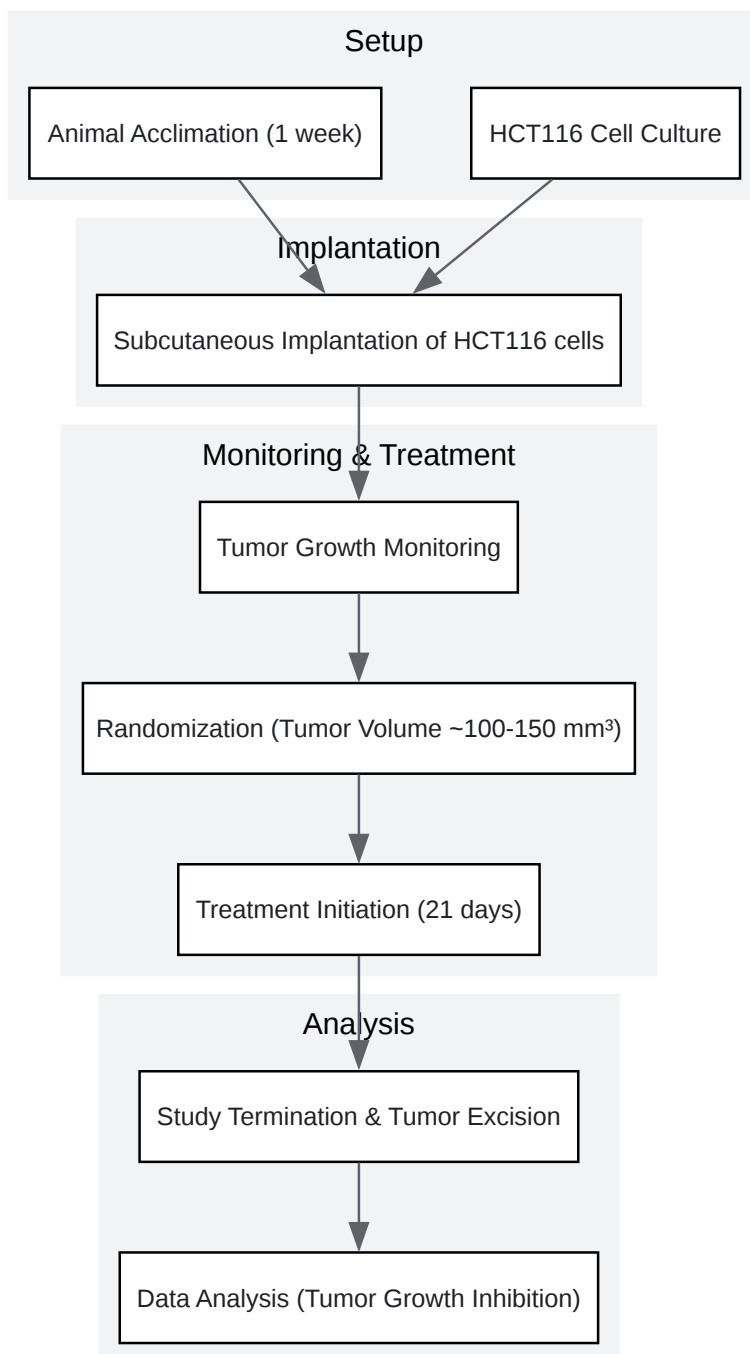 Setup
Animal Acclimation (1 week)
HCT116 Cell Culture
Implantation
Subcutaneous Implantation of HCT116 cells
Monitoring & Treatment
Tumor Growth Monitoring
Randomization (Tumor Volume ~100-150 mm³)
Treatment Initiation (21 days)
Analysis
Study Termination & Tumor Excision
Data Analysis (Tumor Growth Inhibition)